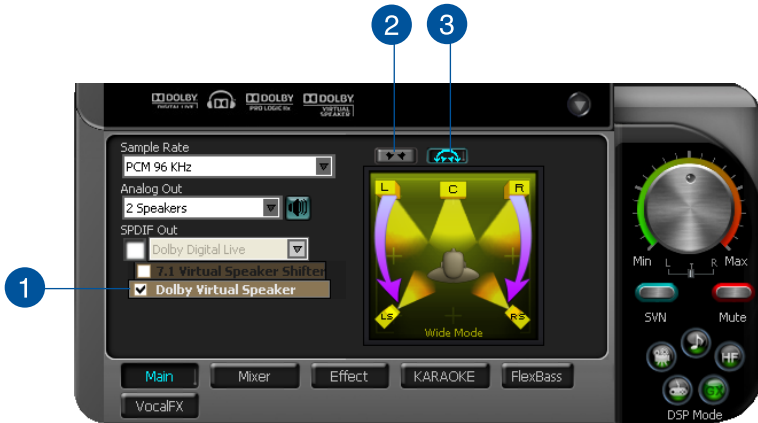 2 3
DOLBY DIGITAL LIVE DOLBY PRO LOGIC IIx DOLBY VIRTUAL SPEAKER
Sample Rate
PCM 96 KHz
Analog Out
2 Speakers
SPDIF Out
Dolby Digital Live
7.1 Virtual Speaker Shifter
1 Dolby Virtual Speaker
L C R
LS RS
Wide Mode
Min L R Max
SVN Mute
HF
EX
DSP Mode
Main Mixer Effect KARAOKE FlexBass
VocalFX